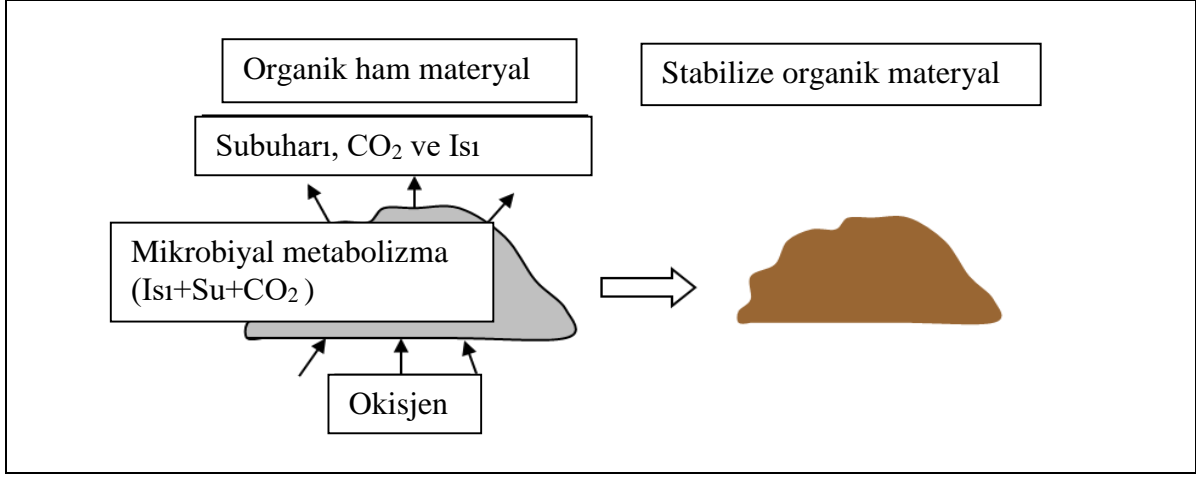 Organik ham materyal
Stabilize organik materyal
Subuharı, CO₂ ve Isı
Mikrobiyal metabolizma
(Isı+Su+CO₂ )
Okisjen